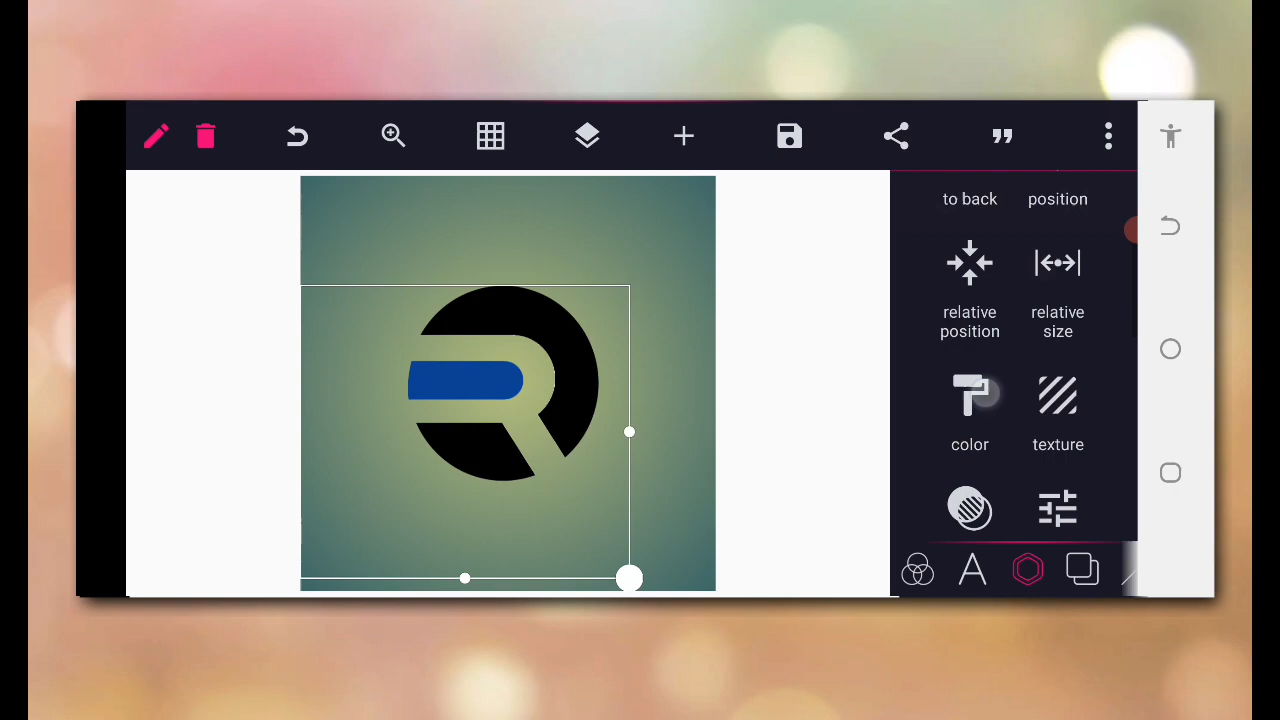 to back position
relative position
relative size
color texture